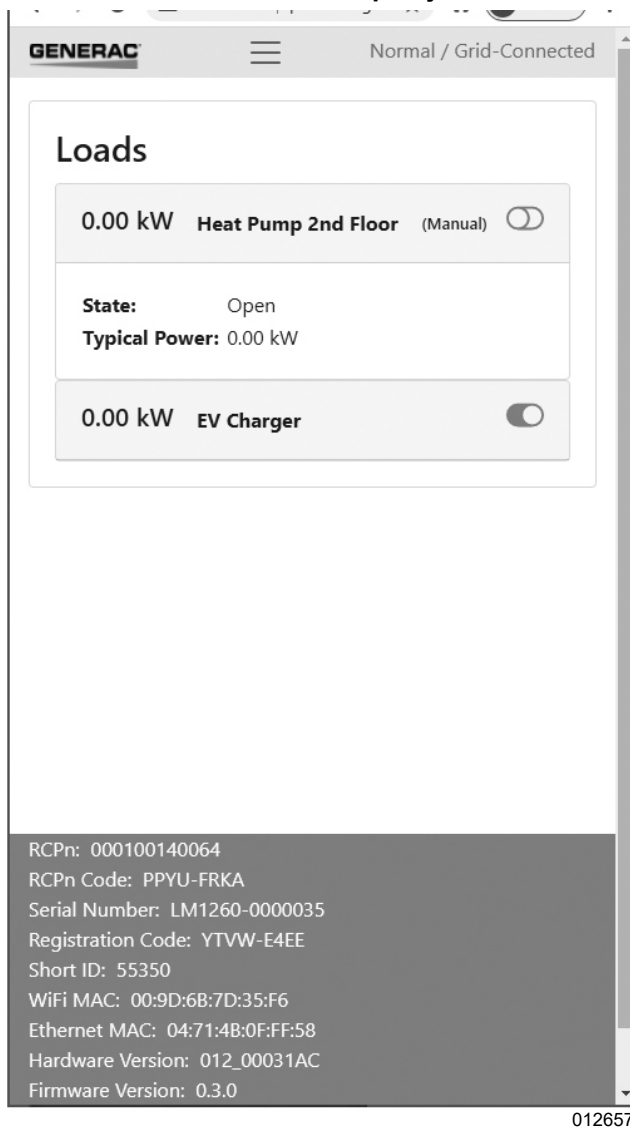 GENERAC
Normal / Grid-Connected
Loads
0.00 kW Heat Pump 2nd Floor (Manual)
State: Open
Typical Power: 0.00 kW
0.00 kW EV Charger
RCPn: 000100140064
RCPn Code: PPYU-FRKA
Serial Number: LM1260-0000035
Registration Code: YTVW-E4EE
Short ID: 55350
WiFi MAC: 00:9D:6B:7D:35:F6
Ethernet MAC: 04:71:4B:0F:FF:58
Hardware Version: 012_00031AC
Firmware Version: 0.3.0
012657